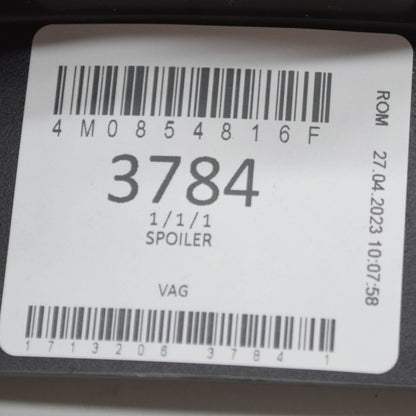 4M0854816F
3784
1/1/1
SPOILER
VAG
1713206 3784 1
ROM 27.04.2023 10:07:58